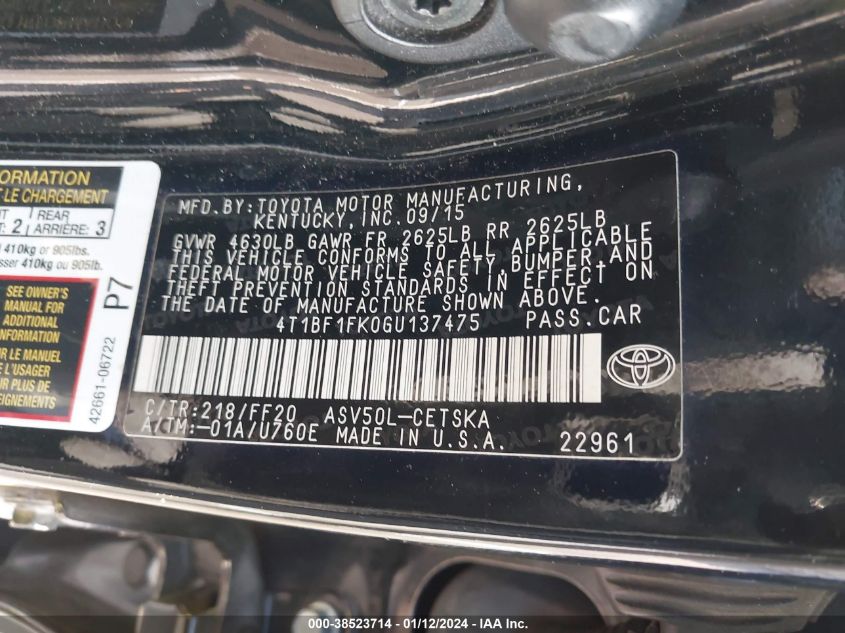 ORMATION
LE CHARGEMENT
REAR
2 ARRIÈRE: 3
410kg or 905lbs.
sser 410kg ou 905lb.
SEE OWNER'S
MANUAL FOR
ADDITIONAL
INFORMATION
R LE MANUEL
E L'USAGER
R PLUS DE
EIGNEMENTS
P7
42661-06722
MFD.BY:TOYOTA MOTOR MANUFACTURING,
KENTUCKY, INC. 09/15
GVWR 4630LB GAWR FR 2625LB RR 2625LB
THIS VEHICLE CONFORMS TO ALL APPLICABLE
FEDERAL MOTOR VEHICLE SAFETY, BUMPER, AND
THEFT PREVENTION STANDARDS IN EFFECT ON
THE DATE OF MANUFACTURE SHOWN ABOVE.
4T1BF1FK0GU137475 PASS.CAR
C/TR:218/FF20 ASV50L-CETSKA
A/TM:-01A/U760E MADE IN U.S.A.
22961
000-38523714 - 01/12/2024 - IAA Inc.